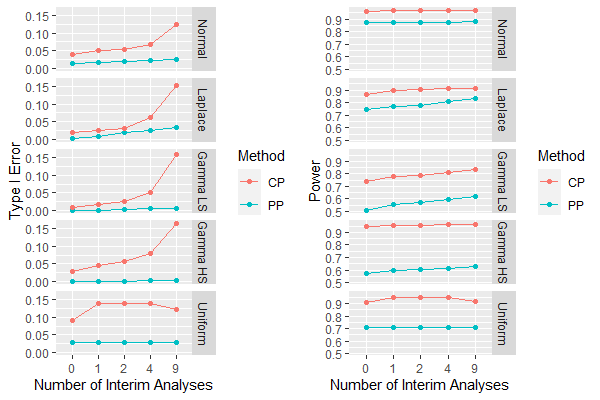 0.15
0.10
0.05
0.00
Normal
0.15
0.10
0.05
0.00
Laplace
0.15
0.10
0.05
0.00
Gamma LS
0.15
0.10
0.05
0.00
Gamma HS
0.15
0.10
0.05
0.00
Uniform
Type I Error
0 1 2 4 9
Number of Interim Analyses
Method
CP
PP
0.9
0.8
0.7
0.6
0.5
Normal
0.9
0.8
0.7
0.6
0.5
Laplace
0.9
0.8
0.7
0.6
0.5
Gamma LS
0.9
0.8
0.7
0.6
0.5
Gamma HS
0.9
0.8
0.7
0.6
0.5
Uniform
Power
0 1 2 4 9
Number of Interim Analyses
Method
CP
PP